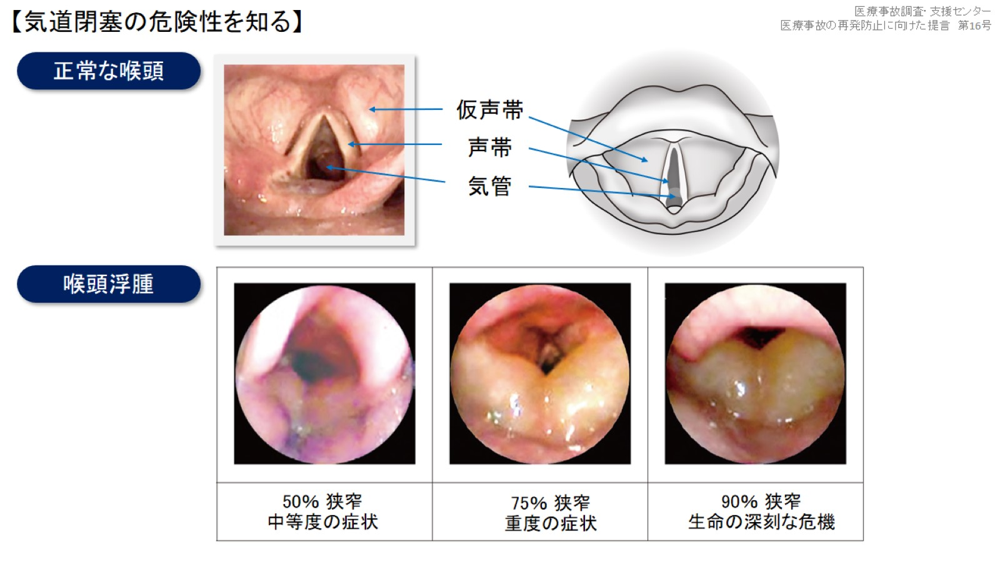 【気道閉塞の危険性を知る】
医療事故調査・支援センター
医療事故の再発防止に向けた提言　第16号
正常な喉頭
仮声帯
声帯
気管
喉頭浮腫
50% 狭窄
中等度の症状
75% 狭窄
重度の症状
90% 狭窄
生命の深刻な危機